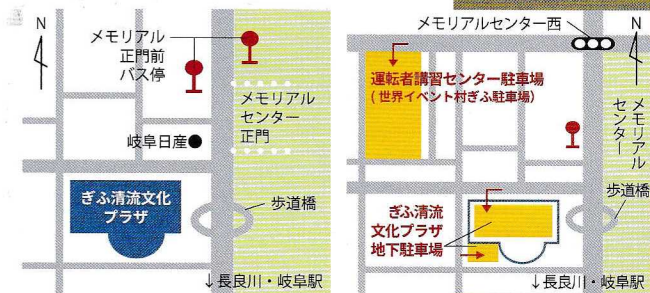 N
メモリアル
正門前
バス停
メモリアル
センター
正門
岐阜日産
ぎふ清流文化
プラザ
歩道橋
↓長良川・岐阜駅
メモリアルセンター西
N
運転者講習センター駐車場
(世界イベント村ぎふ駐車場)
メモリアル
センター
ぎふ清流
文化プラザ
地下駐車場
歩道橋
↓長良川・岐阜駅